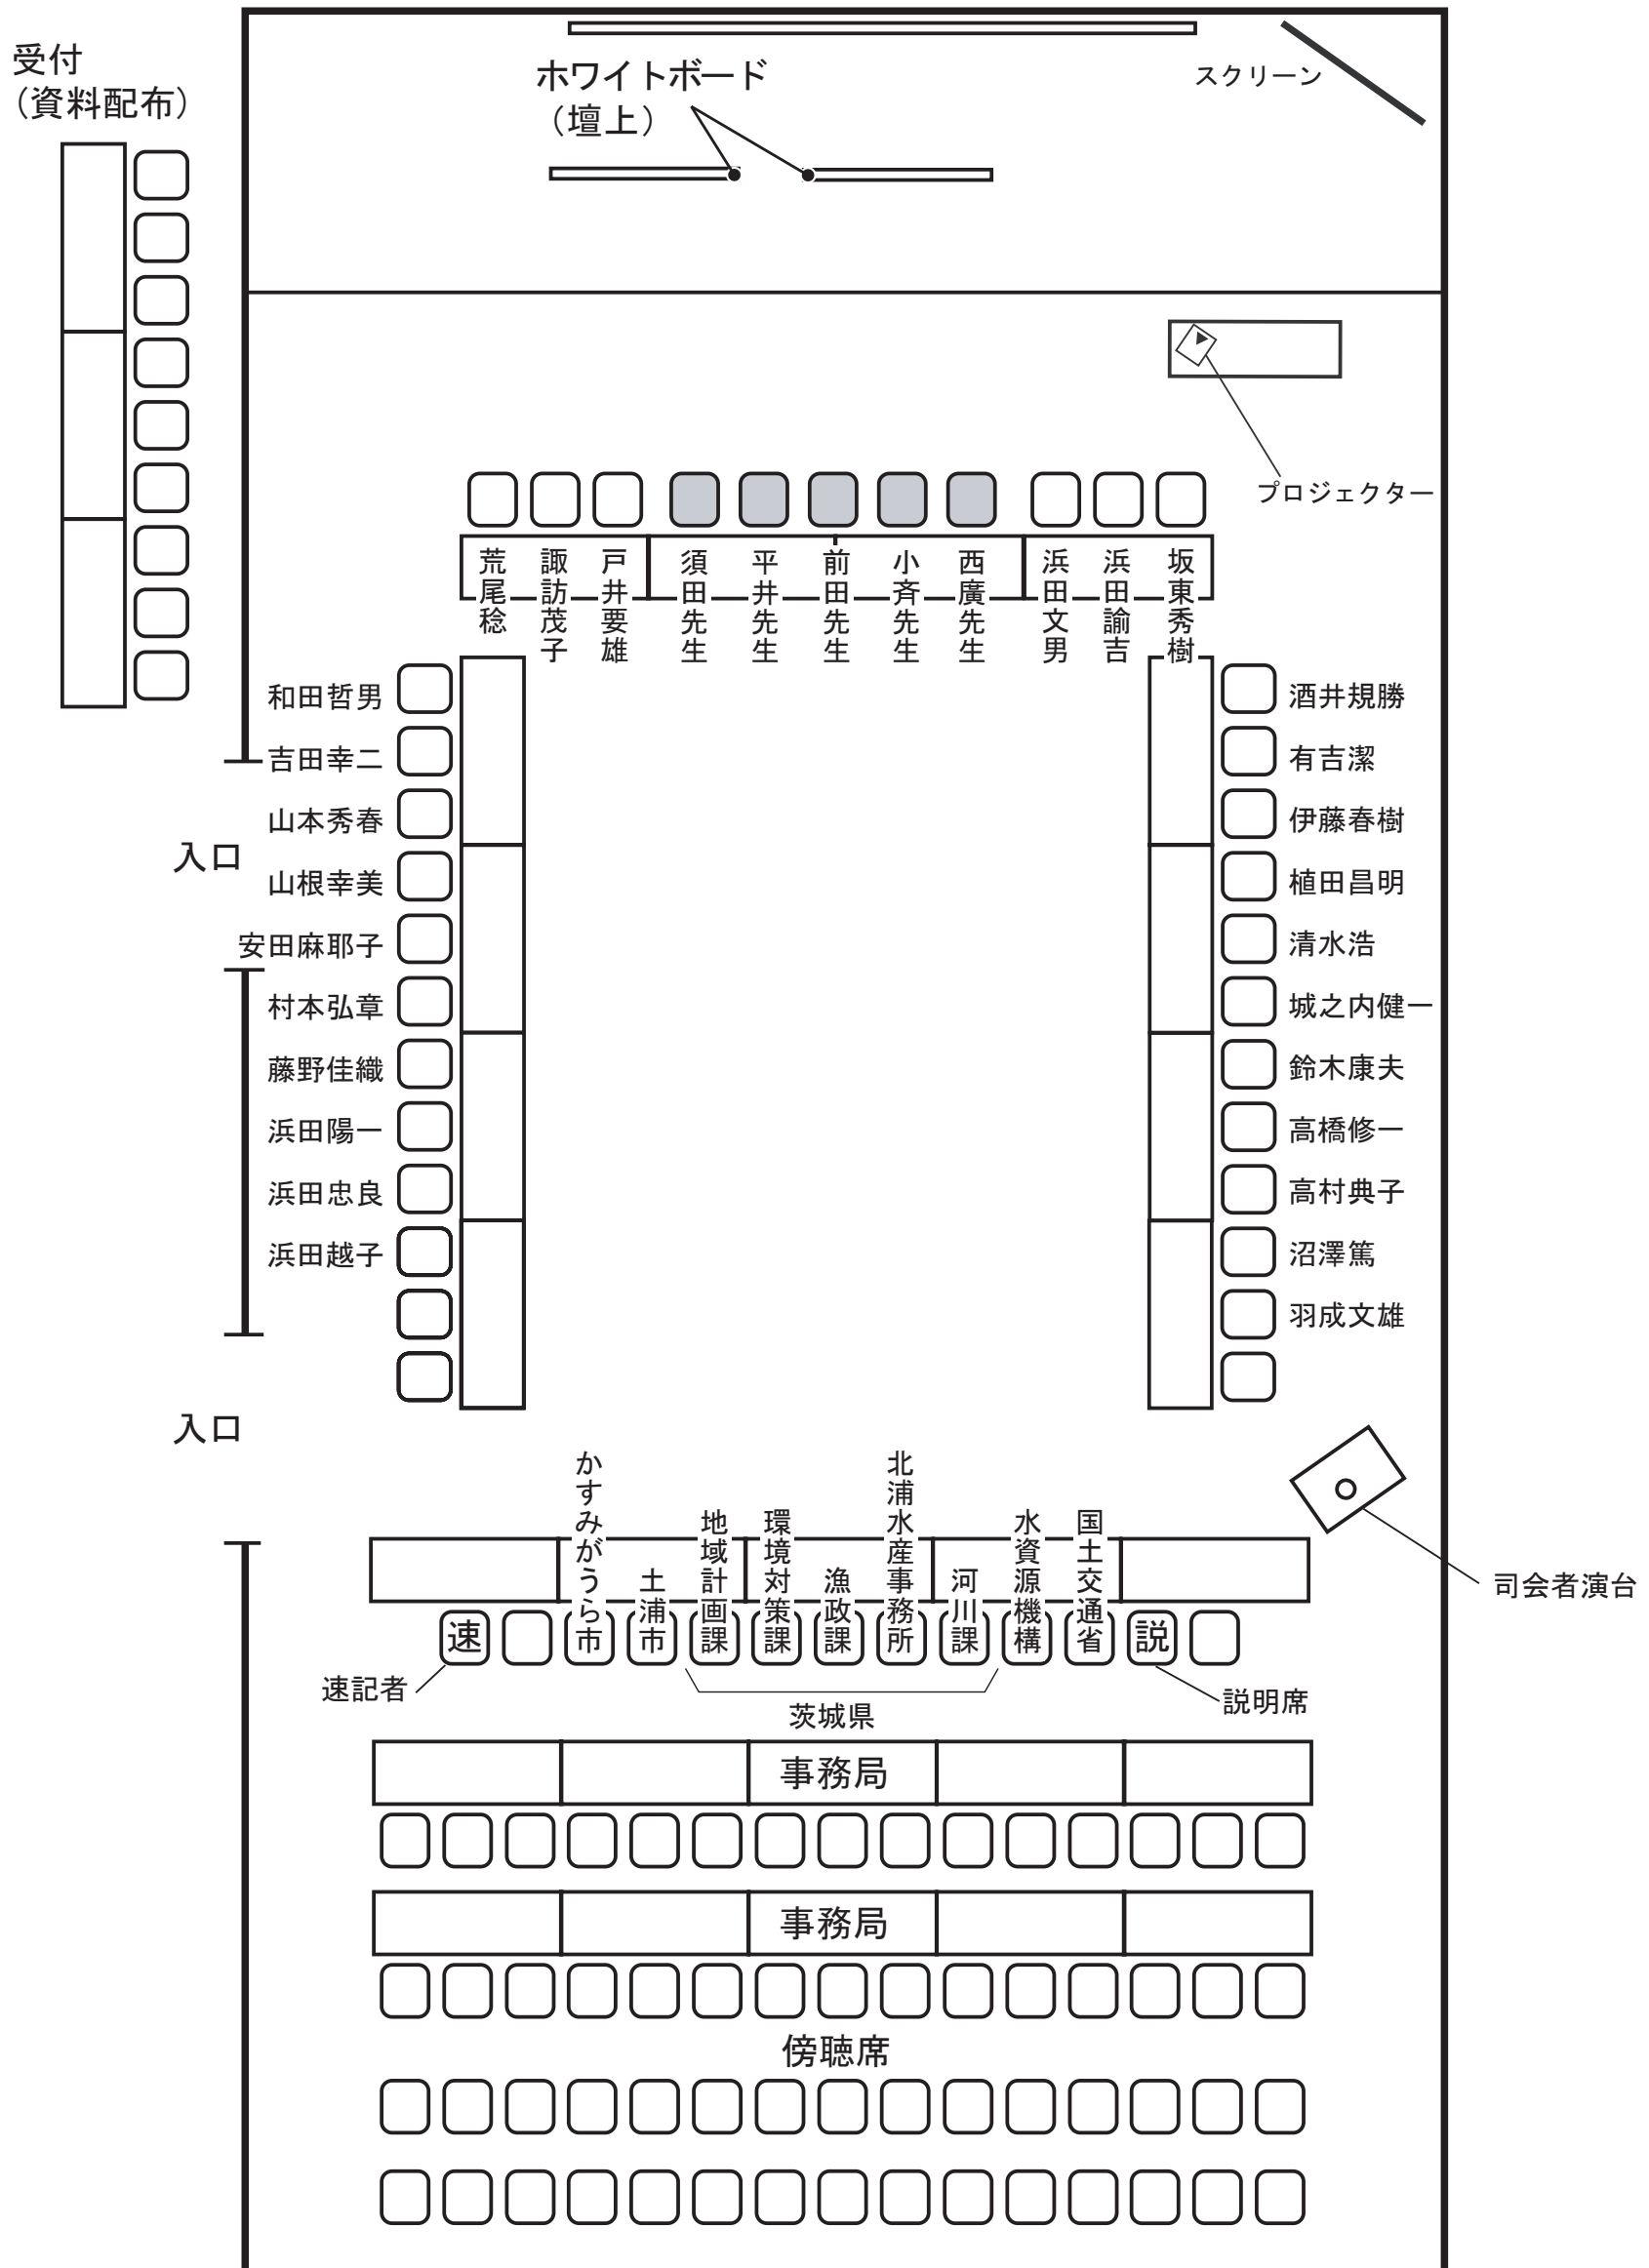 受付
（資料配布）
ホワイトボード
（壇上）
スクリーン
プロジェクター
荒尾稔
諏訪茂子
戸井要雄
須田先生
平井先生
前田先生
小斉先生
西廣先生
浜田文男
浜田諭吉
坂東秀樹
和田哲男
吉田幸二
山本秀春
山根幸美
安田麻耶子
村本弘章
藤野佳織
浜田陽一
浜田忠良
浜田越子
酒井規勝
有吉潔
伊藤春樹
植田昌明
清水浩
城之内健一
鈴木康夫
高橋修一
高村典子
沼澤篤
羽成文雄
入口
入口
司会者演台
速
かすみがうら市
土浦市
地域計画課
環境対策課
漁政課
北浦水産事務所
河川課
水資源機構
国土交通省
説
速記者
茨城県
説明席
事務局
事務局
傍聴席